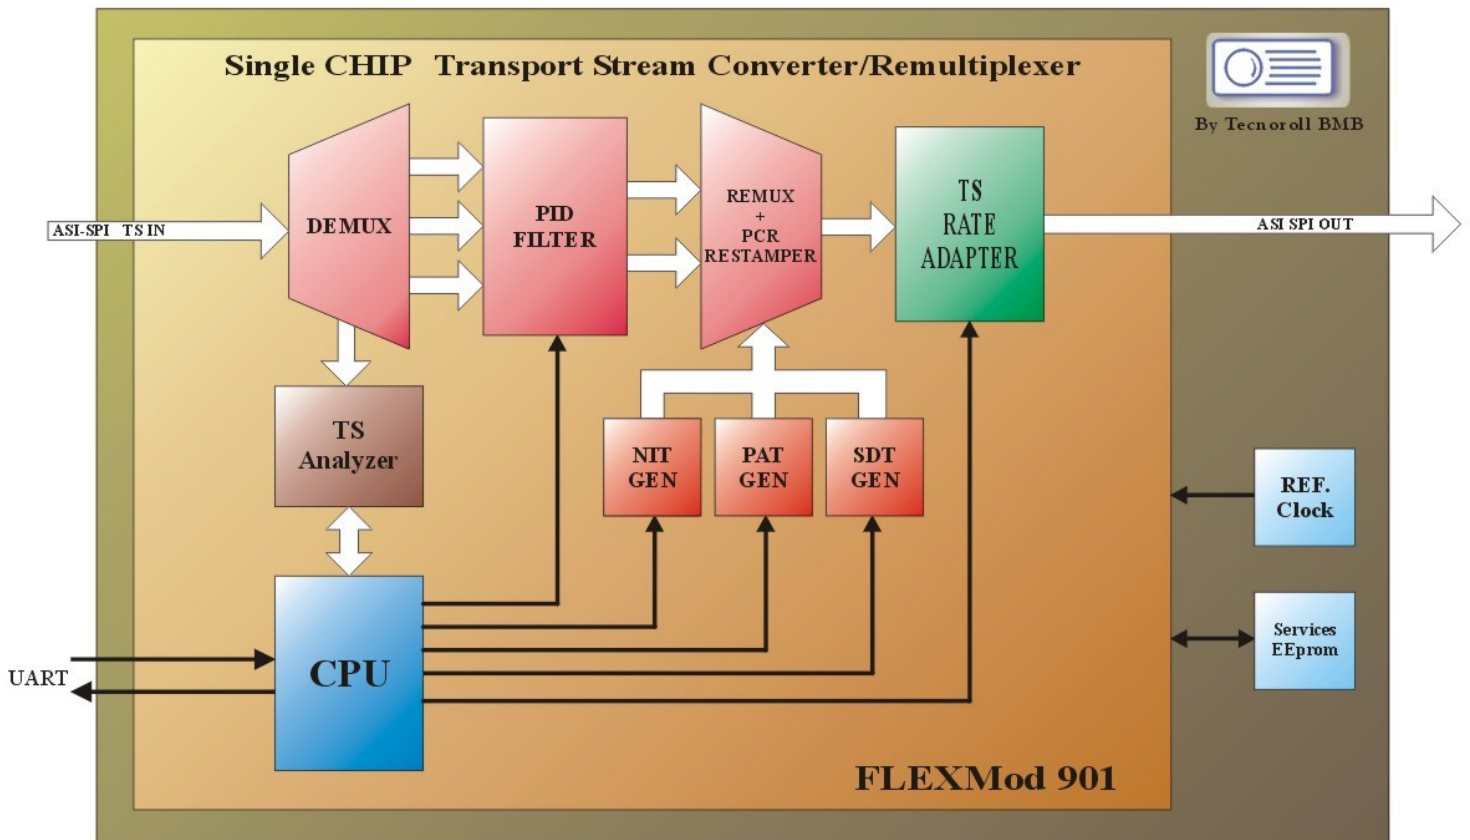 Single CHIP Transport Stream Converter/Remultiplexer
By Tecnoroll BMB
ASI-SPI TS IN
DEMUX
PID
FILTER
REMUX
+
PCR
RESTAMPER
TS
RATE
ADAPTER
ASI SPI OUT
TS
Analyzer
NIT
GEN
PAT
GEN
SDT
GEN
REF.
Clock
Services
EEprom
UART
CPU
FLEXMod 901